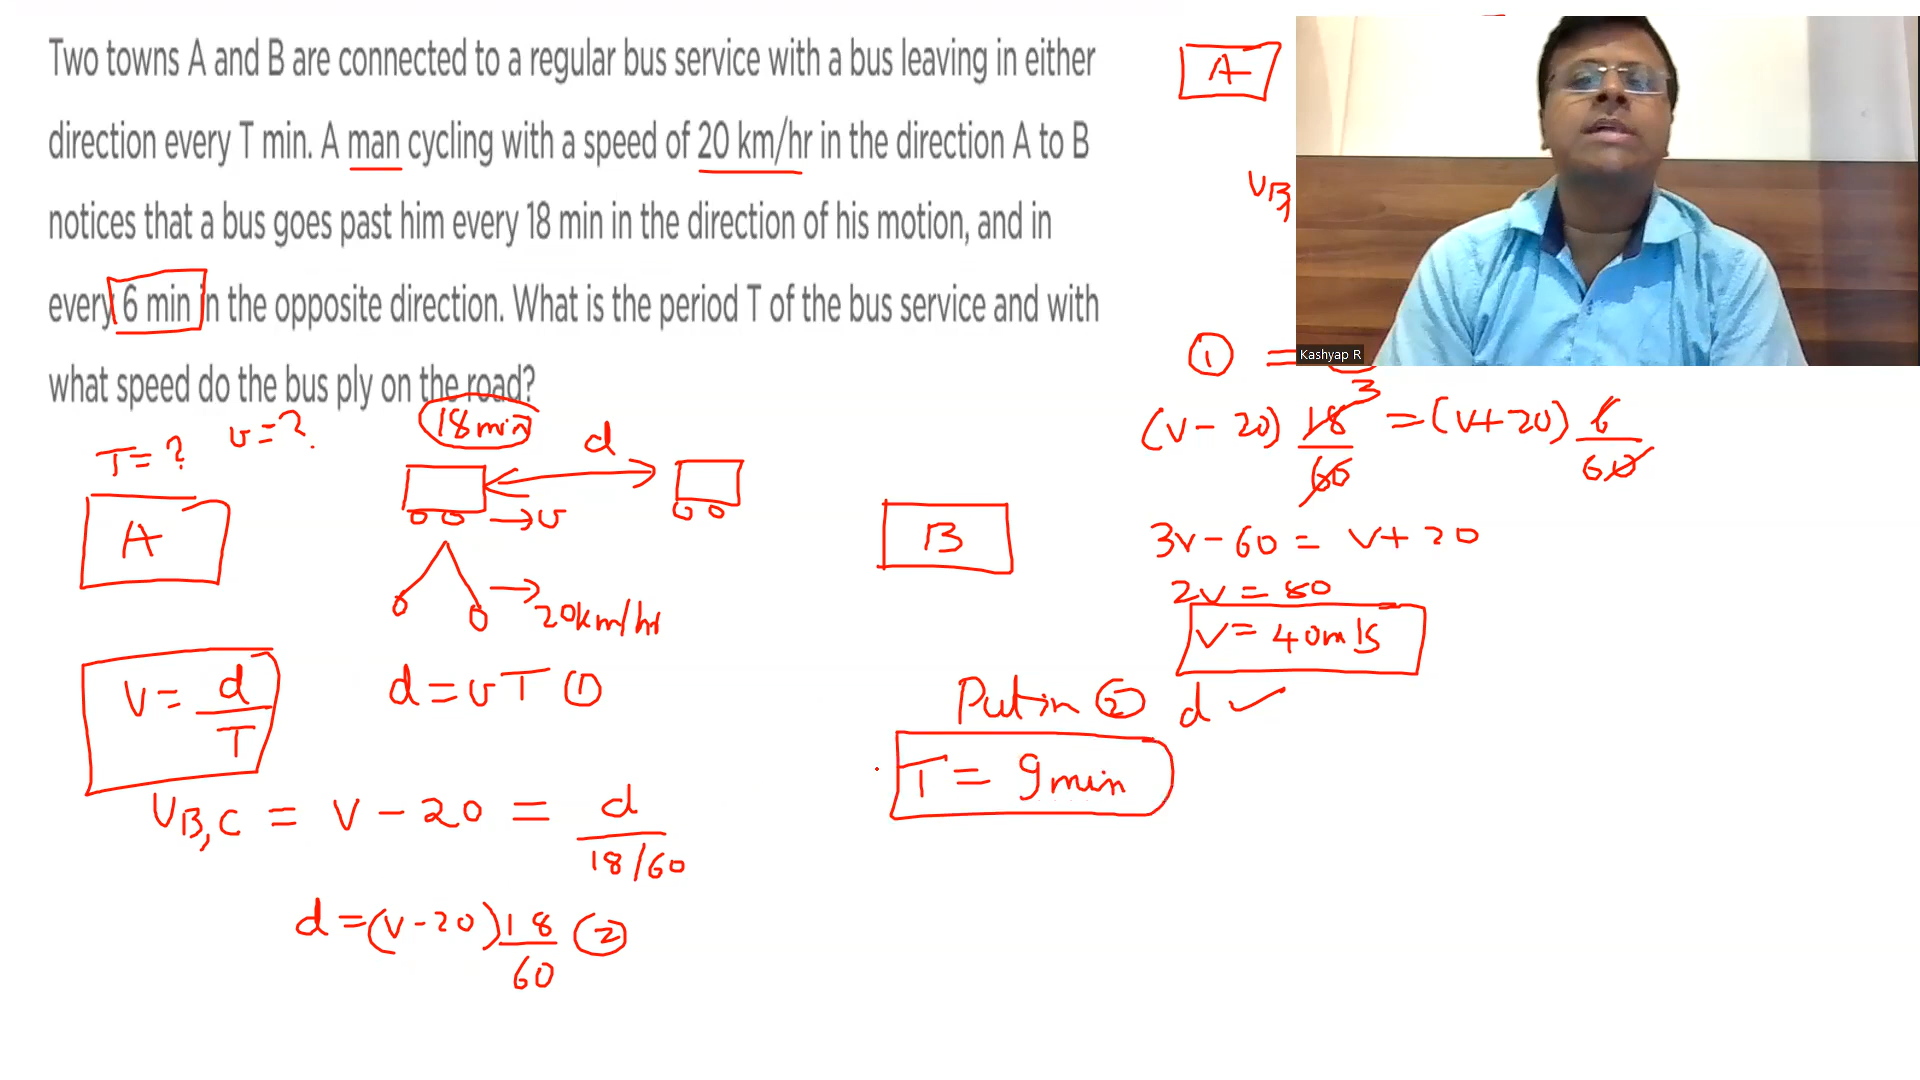 Two towns A and B are connected to a regular bus service with a bus leaving in either
direction every T min. A man cycling with a speed of 20 km/hr in the direction A to B
notices that a bus goes past him every 18 min in the direction of his motion, and in
every 6 min in the opposite direction. What is the period T of the bus service and with
what speed do the bus ply on the road?
T = ? v = ?
18 min
d
A
→ v
→ 20km/hr
B
V = d/T
d = vT ①
V_B,C = V - 20 = d/(18/60)
d = (V - 20) 18/60 ②
A
V_B,
Kashyap R
① =
(V - 20) 18/60 = (V + 20) 6/60
3
3V - 60 = V + 20
2V = 80
V = 40m/s
Put in ② d ✓
T = 9min